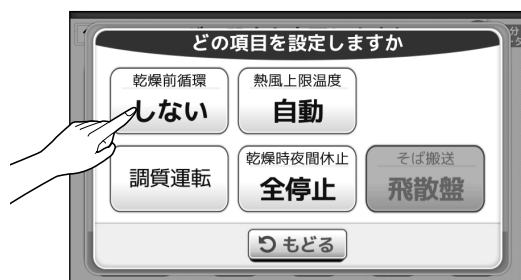 どの項目を設定しますか
乾燥前循環
しない
熱風上限温度
自動
調質運転
乾燥時夜間休止
全停止
そば搬送
飛散盤
もどる